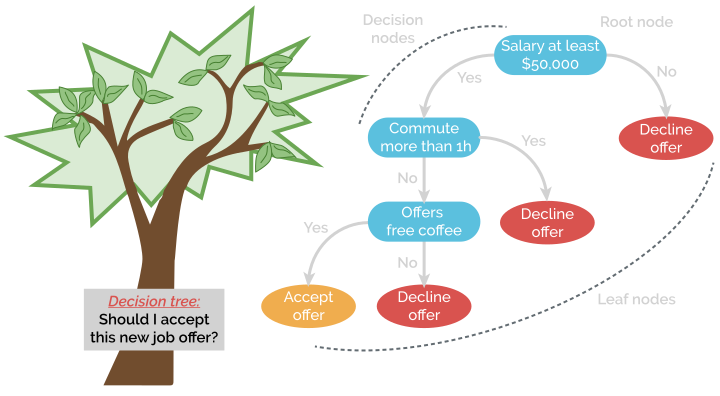 Decision
nodes
Root node
Salary at least
$50,000
Yes
No
Commute
more than 1h
Decline
offer
Yes
No
Offers
free coffee
Decline
offer
Yes
No
Accept
offer
Decline
offer
Leaf nodes
Decision tree:
Should I accept
this new job offer?